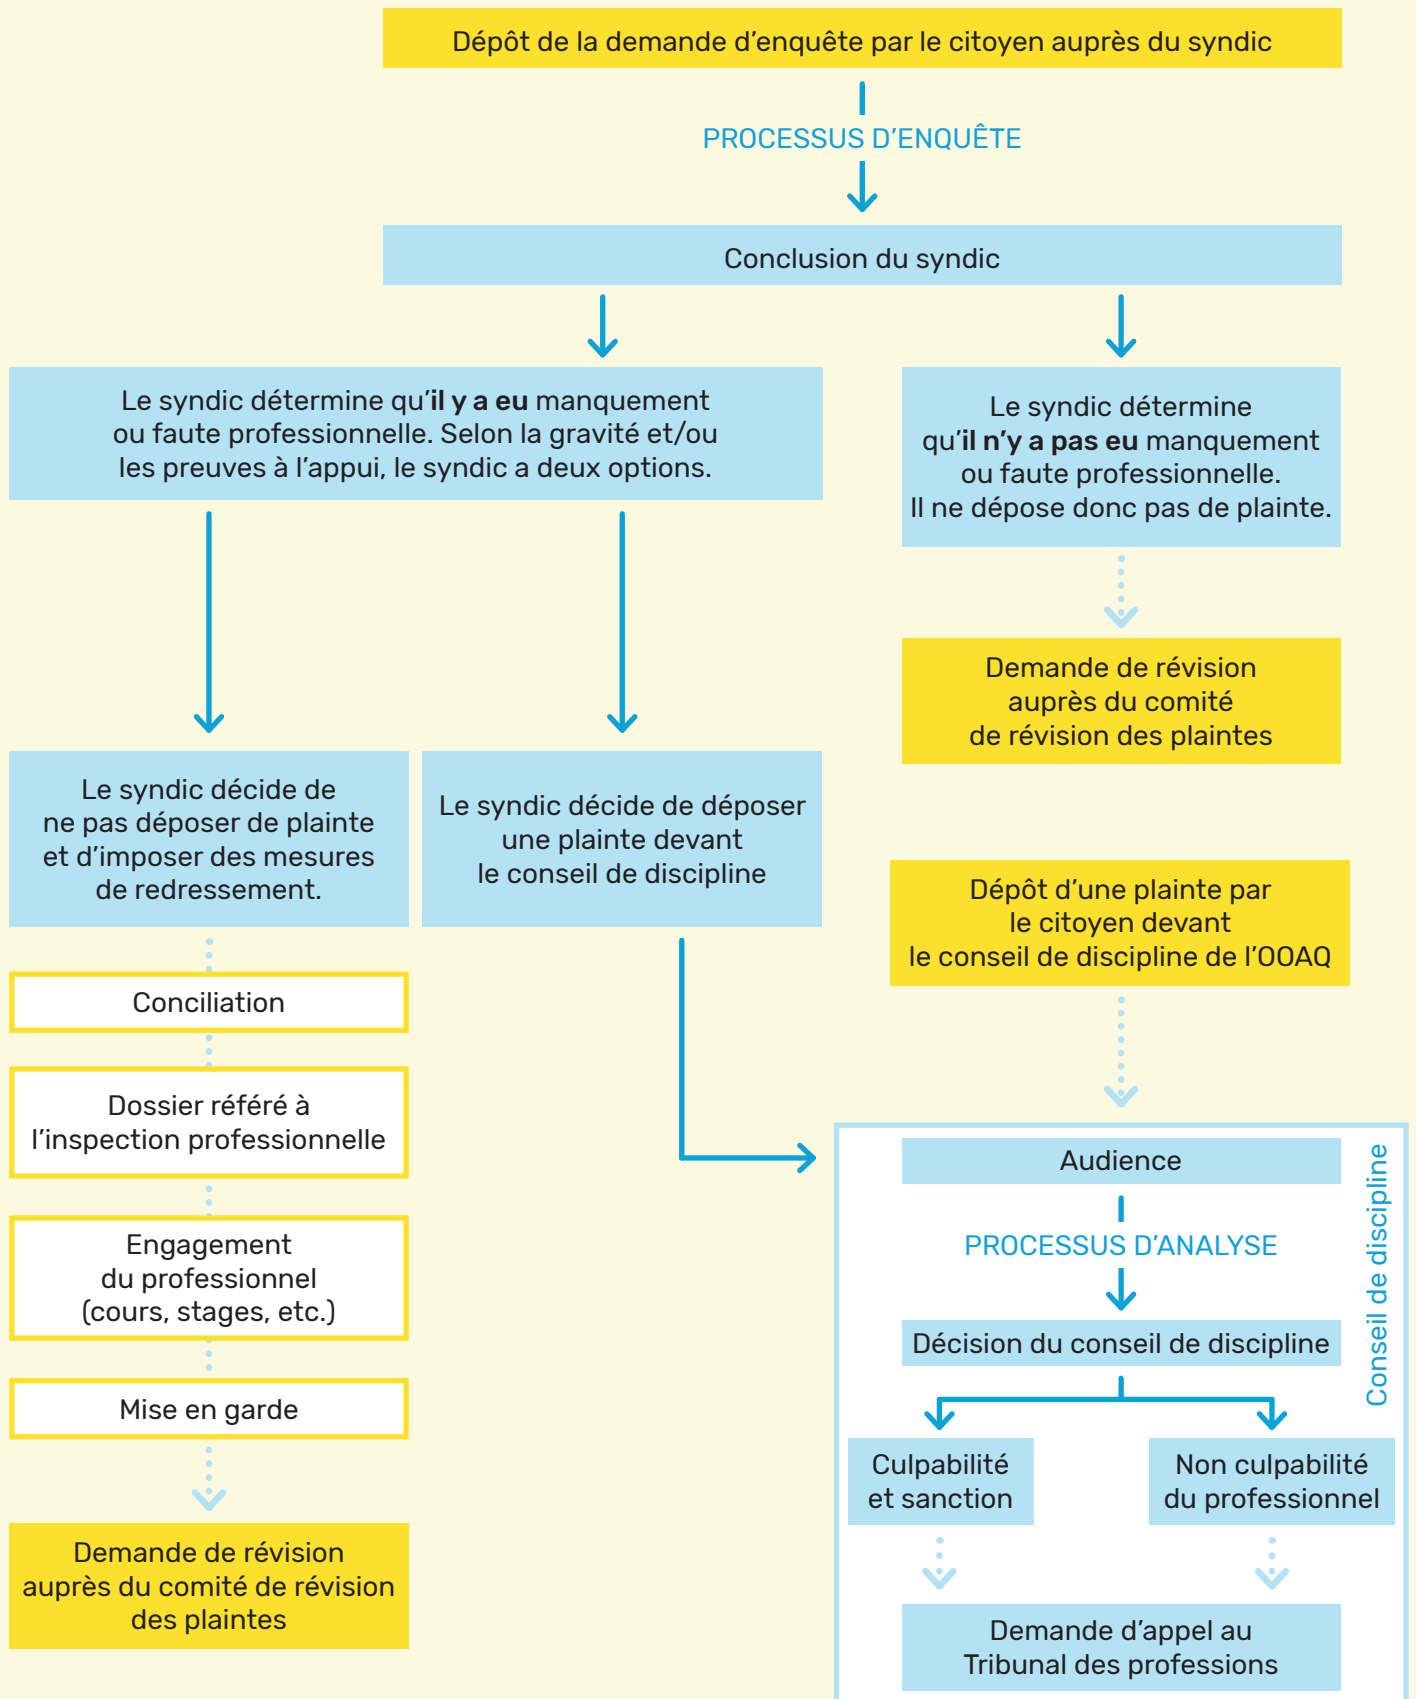 Dépôt de la demande d’enquête par le citoyen auprès du syndic
PROCESSUS D’ENQUÊTE
Conclusion du syndic
Le syndic détermine qu’il y a eu manquement
ou faute professionnelle. Selon la gravité et/ou
les preuves à l’appui, le syndic a deux options.
Le syndic détermine
qu’il n’y a pas eu manquement
ou faute professionnelle.
Il ne dépose donc pas de plainte.
Demande de révision
auprès du comité
de révision des plaintes
Le syndic décide de
ne pas déposer de plainte
et d’imposer des mesures
de redressement.
Le syndic décide de déposer
une plainte devant
le conseil de discipline
Dépôt d’une plainte par
le citoyen devant
le conseil de discipline de l’OOAQ
Conciliation
Dossier référé à
l’inspection professionnelle
Engagement
du professionnel
(cours, stages, etc.)
Mise en garde
Demande de révision
auprès du comité de révision
des plaintes
Conseil de discipline
Audience
PROCESSUS D’ANALYSE
Décision du conseil de discipline
Culpabilité
et sanction
Non culpabilité
du professionnel
Demande d’appel au
Tribunal des professions